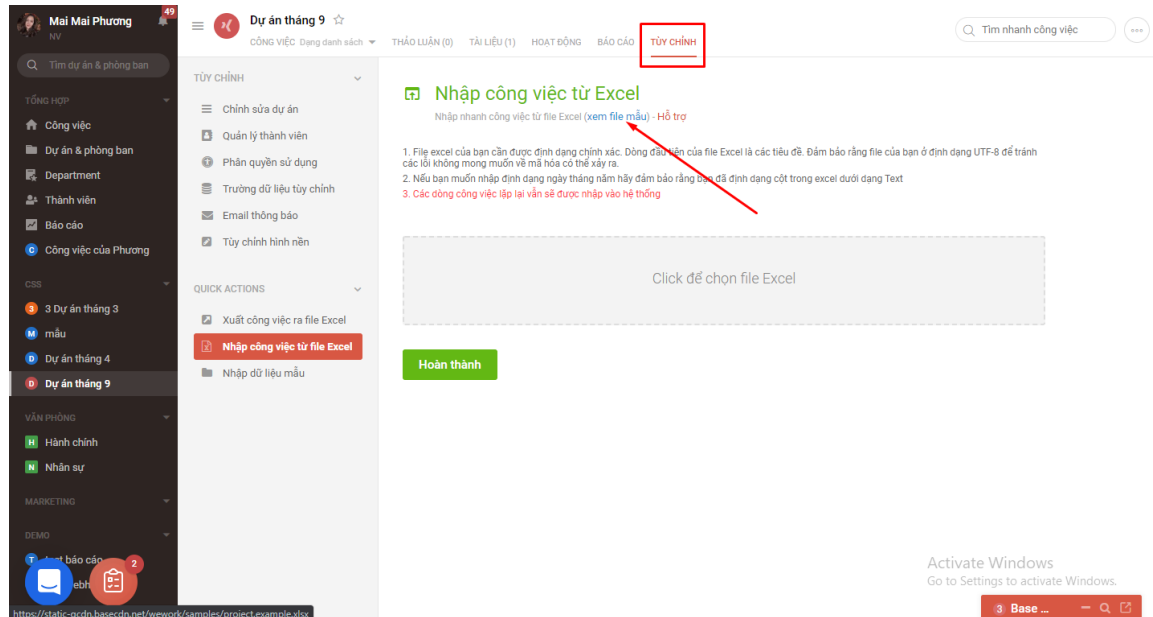 Mai Mai Phương
NV
49
Tìm dự án & phòng ban
TỔNG HỢP
Công việc
Dự án & phòng ban
Department
Thành viên
Báo cáo
C Công việc của Phương
CSS
3 3 Dự án tháng 3
M mẫu
D Dự án tháng 4
D Dự án tháng 9
VĂN PHÒNG
H Hành chính
N Nhân sự
MARKETING
DEMO
T báo cáo
2
https://static-gcdn.basecdn.net/wework/samples/project.example.xlsx
Dự án tháng 9
CÔNG VIỆC Dạng danh sách THẢO LUẬN (0) TÀI LIỆU (1) HOẠT ĐỘNG BÁO CÁO TÙY CHỈNH
Tìm nhanh công việc
TÙY CHỈNH
Chỉnh sửa dự án
Quản lý thành viên
Phân quyền sử dụng
Trường dữ liệu tùy chỉnh
Email thông báo
Tùy chỉnh hình nền
QUICK ACTIONS
Xuất công việc ra file Excel
Nhập công việc từ file Excel
Nhập dữ liệu mẫu
Nhập công việc từ Excel
Nhập nhanh công việc từ file Excel (xem file mẫu) - Hỗ trợ
1. File excel của bạn cần được định dạng chính xác. Dòng đầu tiên của file Excel là các tiêu đề. Đảm bảo rằng file của bạn ở định dạng UTF-8 để tránh
các lỗi không mong muốn về mã hóa có thể xảy ra.
2. Nếu bạn muốn nhập định dạng ngày tháng năm hãy đảm bảo rằng bạn đã định dạng cột trong excel dưới dạng Text
3. Các dòng công việc lặp lại vẫn sẽ được nhập vào hệ thống
Click để chọn file Excel
Hoàn thành
Activate Windows
Go to Settings to activate Windows.
3 Base ...